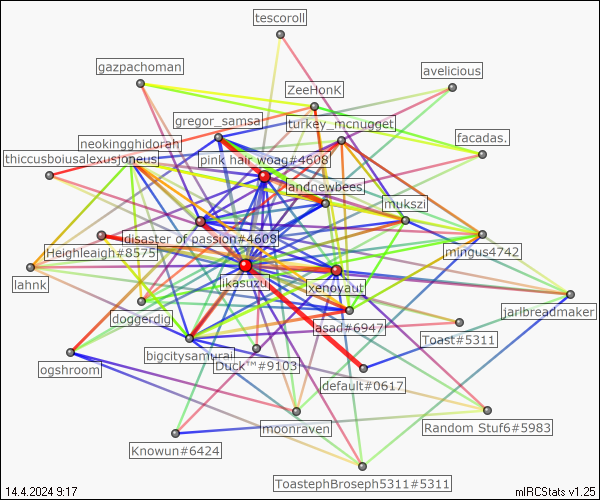 tescoroll
gazpachoman
avelicious
ZeeHonK
gregor_samsa
turkey_mcnugget
facadas.
neokingghidorah
thiccusboiusalexusjoneus
pink hair woag#4608
andnewbees
mukszi
disaster of passion#4608
Heighleigh#8575
mingus4742
lahnk
ikasuzu
xenoyaut
jarlbreadmaker
doggerdig
asad#6947
Toast#5311
bigcitysamurai
Duck™#9103
ogshroom
default#0617
moonraven
Random Stuf6#5983
Knowun#6424
ToastephBroseph5311#5311
14.4.2024 9:17
mIRCStats v1.25